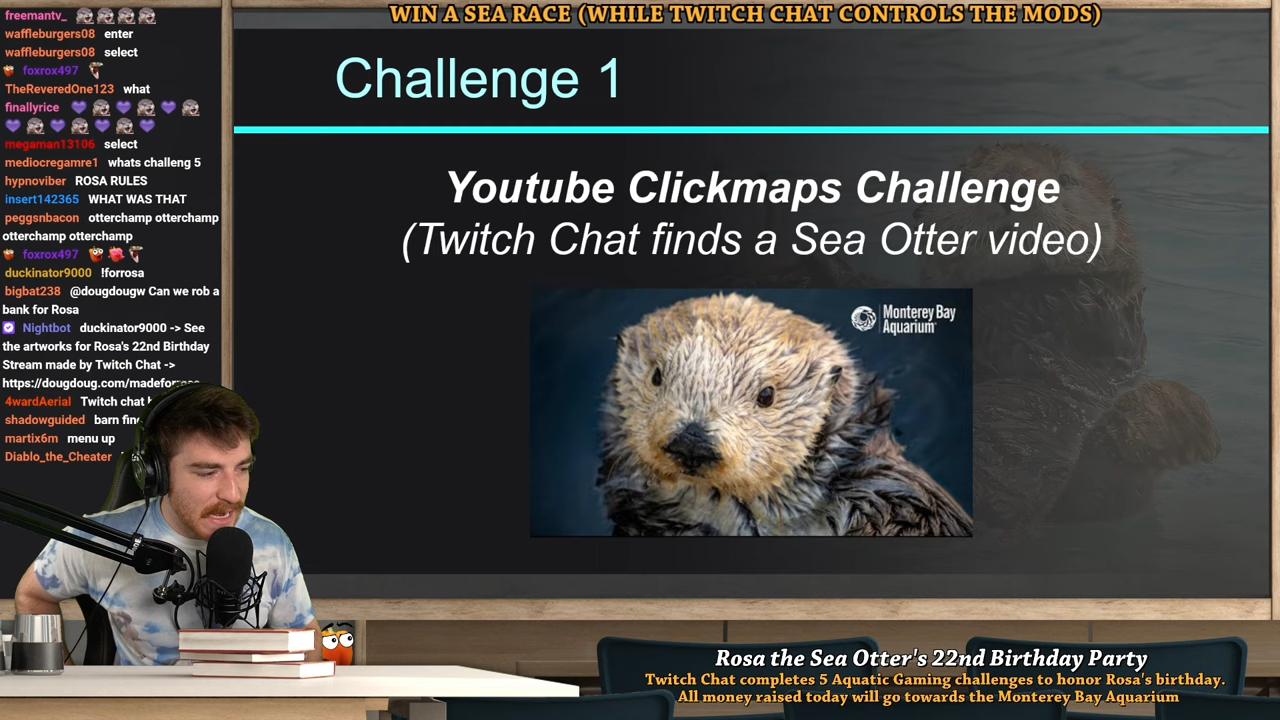 freemantv_
waffleburgers08 enter
waffleburgers08 select
foxrox497
TheReveredOne123 what
finallyrice
megaman13106 select
mediocregamre1 whats challeng 5
hypnoviber ROSA RULES
insert142365 WHAT WAS THAT
peggsnbacon otterchamp otterchamp
otterchamp otterchamp
foxrox497
duckinator9000 !forrosa
bigbat238 @dougdougw Can we rob a
bank for Rosa
Nightbot duckinator9000 -> See
the artworks for Rosa's 22nd Birthday
Stream made by Twitch Chat ->
https://dougdoug.com/madeforrosa
4wardAerial Twitch chat
shadowguided barn
martix6m menu up
Diablo_the_Cheater
WIN A SEA RACE (WHILE TWITCH CHAT CONTROLS THE MODS)
Challenge 1
Youtube Clickmaps Challenge
(Twitch Chat finds a Sea Otter video)
Monterey Bay
Aquarium
Rosa the Sea Otter's 22nd Birthday Party
Twitch Chat completes 5 Aquatic Gaming challenges to honor Rosa's birthday.
All money raised today will go towards the Monterey Bay Aquarium